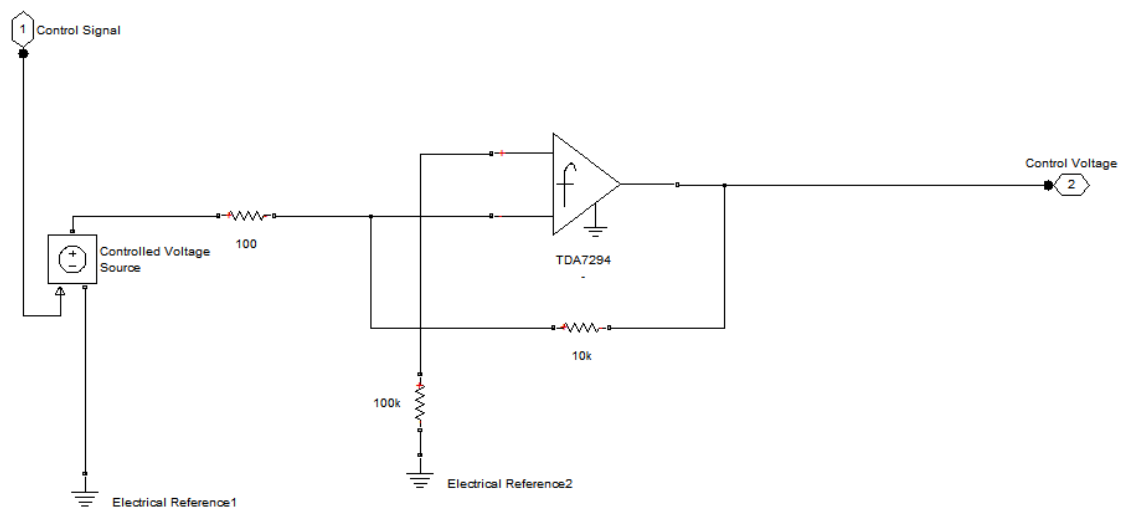 1
Control Signal
Control Voltage
2
100
Controlled Voltage
Source
TDA7294
-
10k
100k
Electrical Reference2
Electrical Reference1